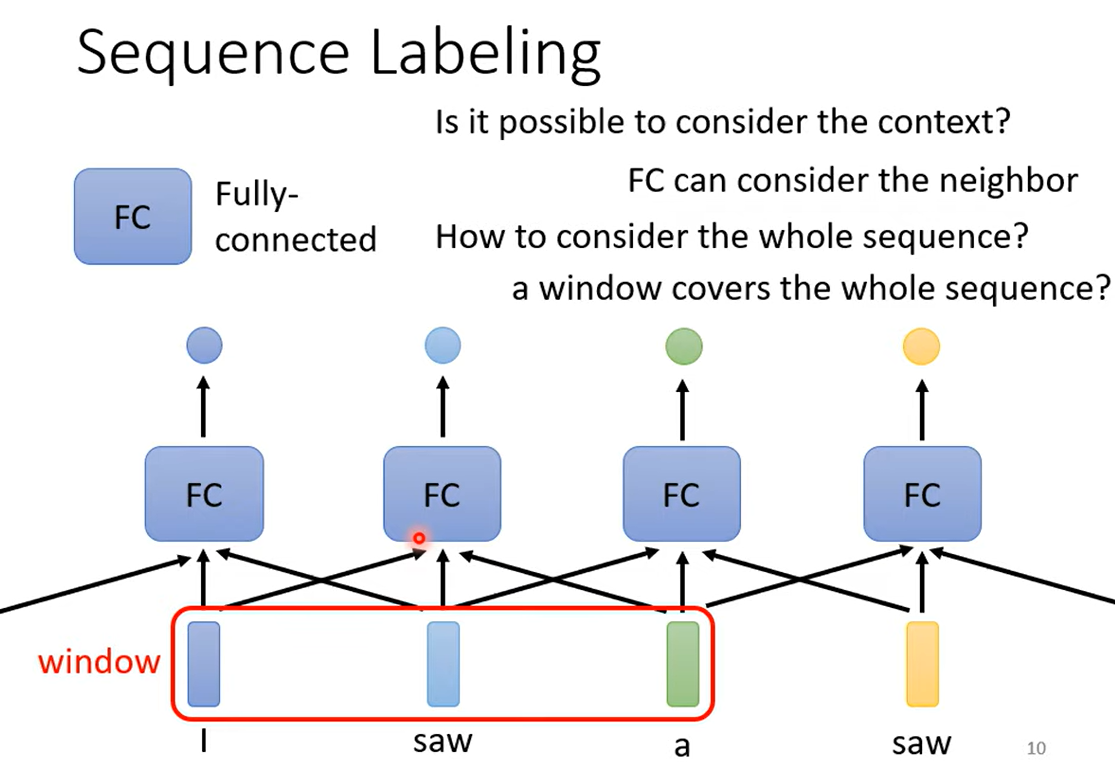 Sequence Labeling
Is it possible to consider the context?
FC can consider the neighbor
FC
Fully-
connected
How to consider the whole sequence?
a window covers the whole sequence?
FC
FC
FC
FC
window
I
saw
a
saw
10